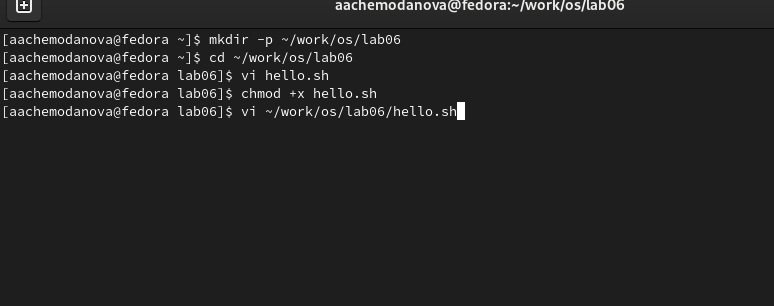 aachemodanova@fedora:~/work/os/lab06
[aachemodanova@fedora ~]$ mkdir -p ~/work/os/lab06
[aachemodanova@fedora ~]$ cd ~/work/os/lab06
[aachemodanova@fedora lab06]$ vi hello.sh
[aachemodanova@fedora lab06]$ chmod +x hello.sh
[aachemodanova@fedora lab06]$ vi ~/work/os/lab06/hello.sh